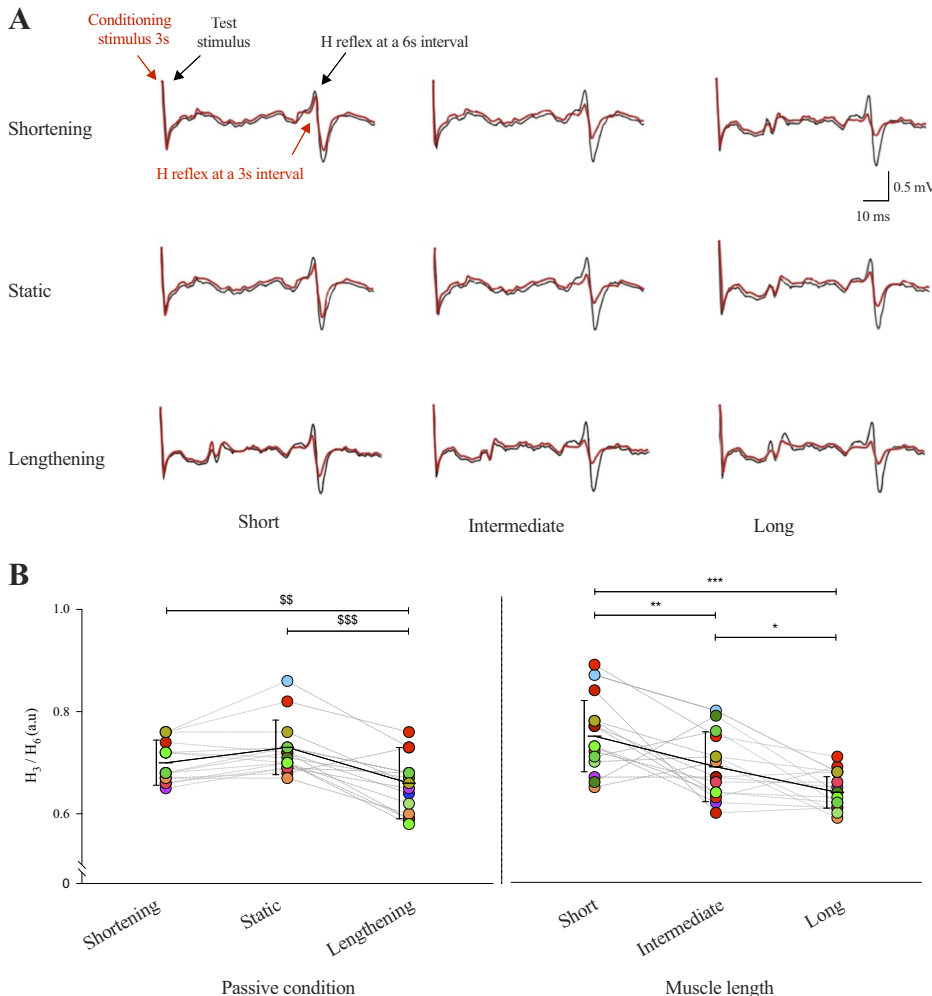 A
Conditioning
stimulus 3s
Test
stimulus
H reflex at a 6s interval
Shortening
H reflex at a 3s interval
0.5 mV
10 ms
Static
Lengthening
Short
Intermediate
Long
B
***
$$
**
$$$
*
1.0
0.8
0.6
0
H3 / H6 (a.u)
Shortening
Static
Lengthening
Short
Intermediate
Long
Passive condition
Muscle length